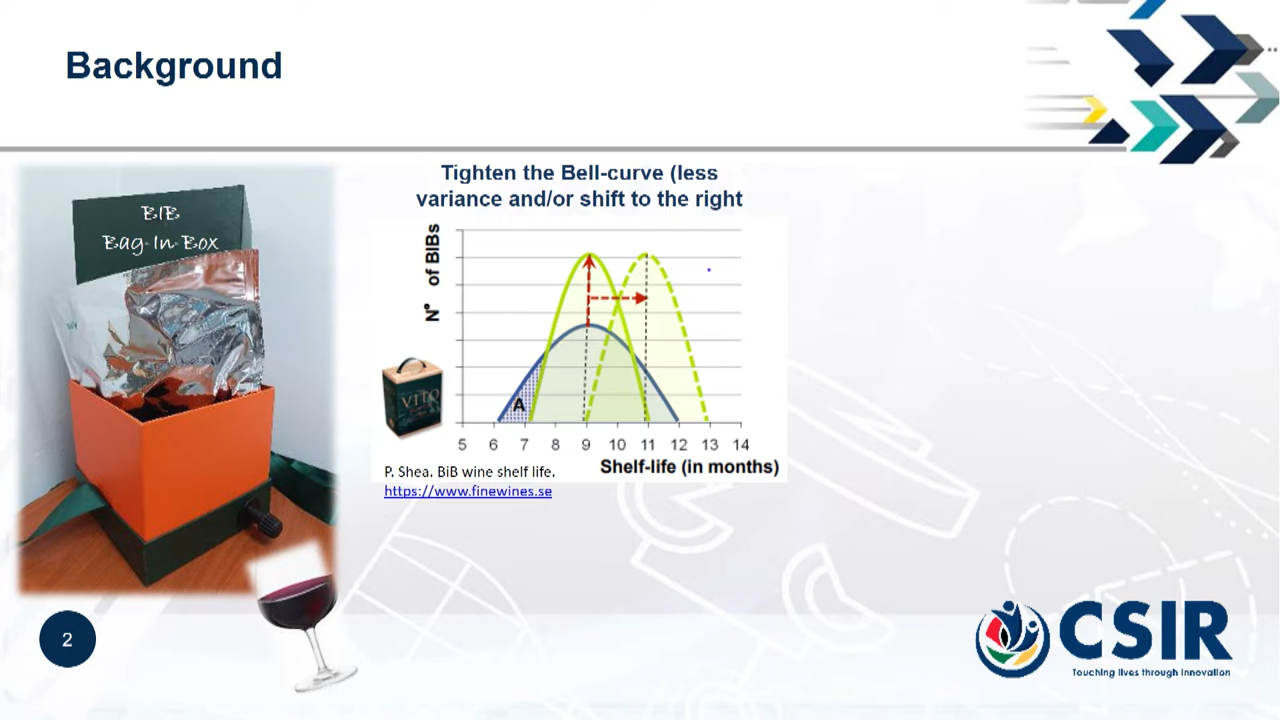 Background
BIB
Bag-In-Box
Tighten the Bell-curve (less
variance and/or shift to the right
N° of BIBs
A
VITO
5 6 7 8 9 10 11 12 13 14
Shelf-life (in months)
P. Shea. BiB wine shelf life.
https://www.finewines.se
2
CSIR
Touching lives through innovation